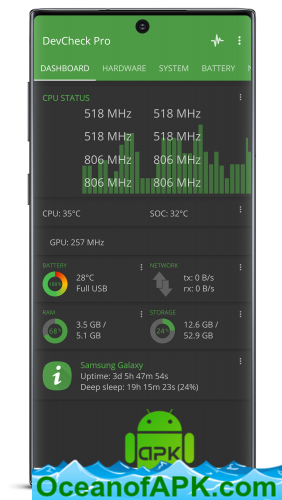 DevCheck Pro
DASHBOARD HARDWARE SYSTEM BATTERY
CPU STATUS
518 MHz 518 MHz
518 MHz 518 MHz
806 MHz 806 MHz
806 MHz 806 MHz
CPU: 35°C SOC: 32°C
GPU: 257 MHz
BATTERY NETWORK
100% 28°C tx: 0 B/s
Full USB rx: 0 B/s
RAM STORAGE
68% 3.5 GB / 24% 12.6 GB /
5.1 GB 52.9 GB
i Samsung Galaxy
Uptime: 3d 5h 47m 54s
Deep sleep: 19h 15m 23s (24%)
APK
OceanofAPK.com